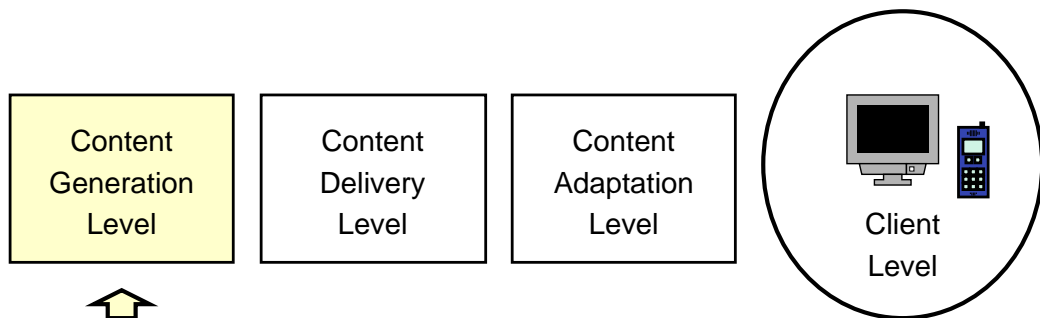 Content
Generation
Level
Content
Delivery
Level
Content
Adaptation
Level
Client
Level